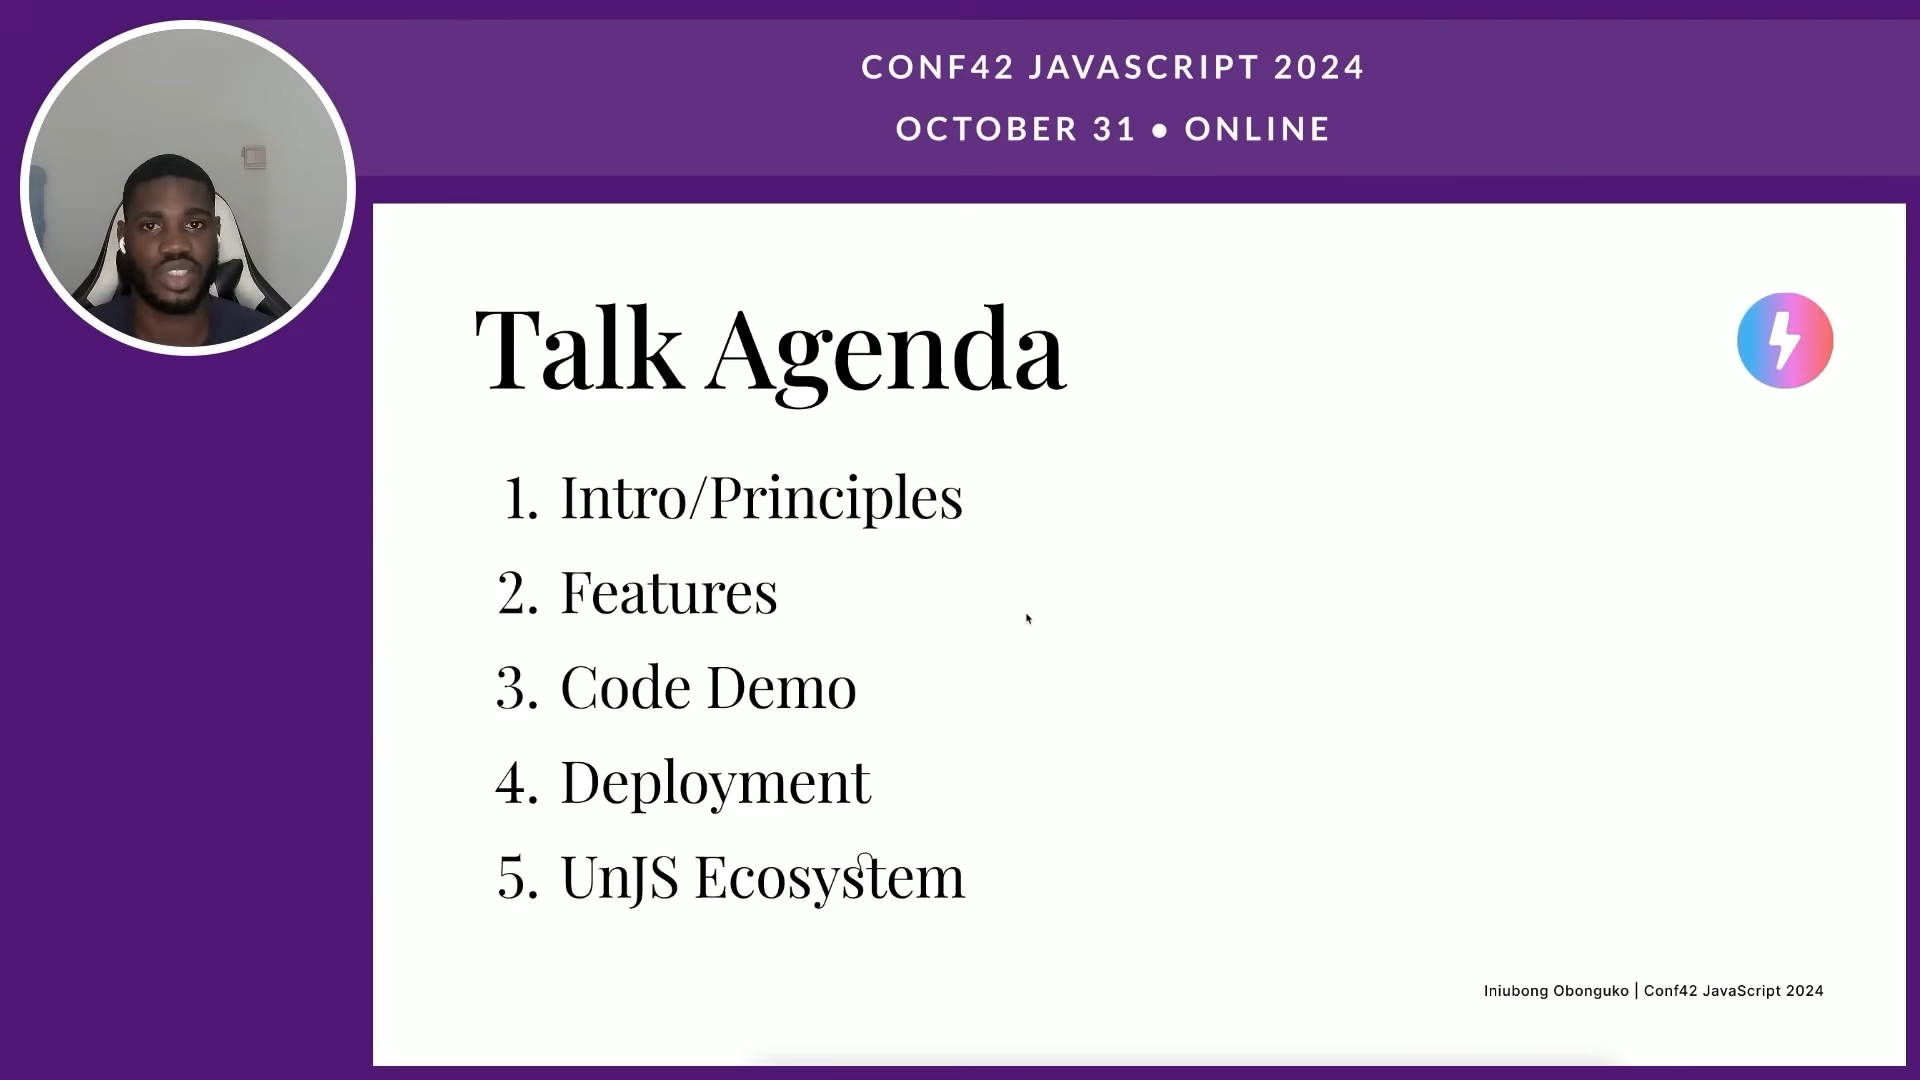 CONF42 JAVASCRIPT 2024
OCTOBER 31 • ONLINE
Talk Agenda
1. Intro/Principles
2. Features
3. Code Demo
4. Deployment
5. UnJS Ecosystem
Iniubong Obonguko | Conf42 JavaScript 2024